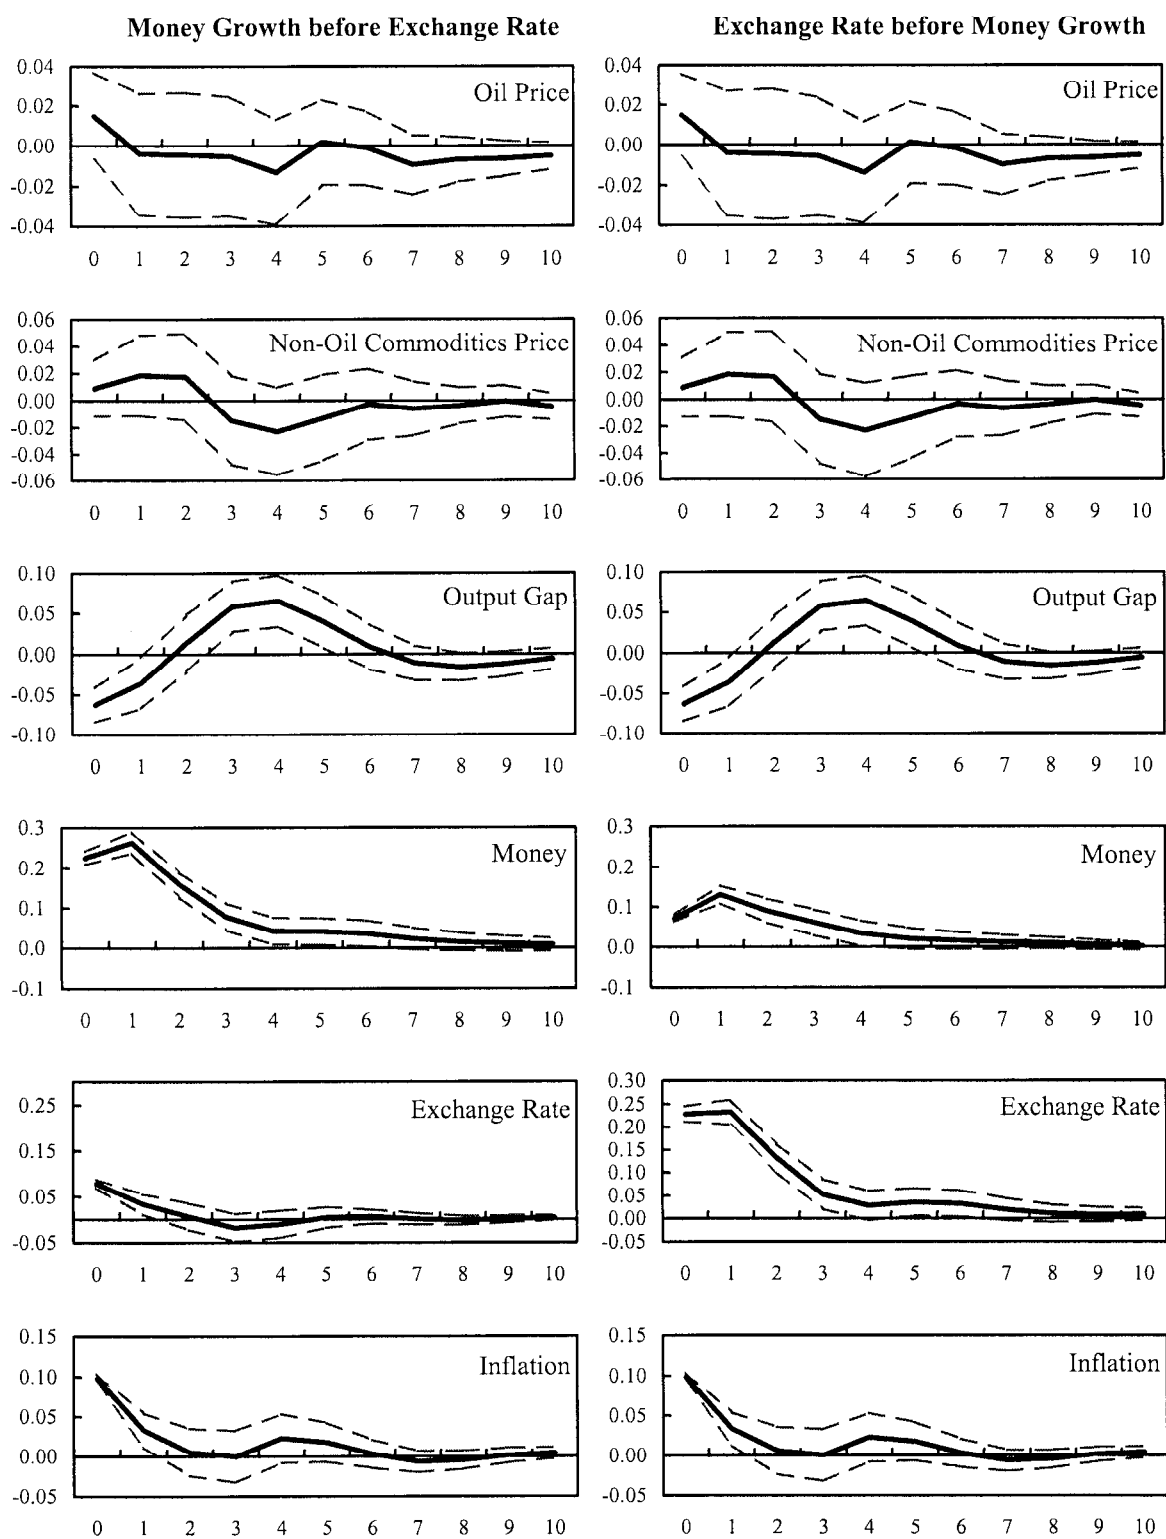 Money Growth before Exchange Rate
Exchange Rate before Money Growth
0.04
0.02
0.00
-0.02
-0.04
Oil Price
0 1 2 3 4 5 6 7 8 9 10
0.04
0.02
0.00
-0.02
-0.04
Oil Price
0 1 2 3 4 5 6 7 8 9 10
0.06
0.04
0.02
0.00
-0.02
-0.04
-0.06
Non-Oil Commodities Price
0 1 2 3 4 5 6 7 8 9 10
0.06
0.04
0.02
0.00
-0.02
-0.04
-0.06
Non-Oil Commodities Price
0 1 2 3 4 5 6 7 8 9 10
0.10
0.05
0.00
-0.05
-0.10
Output Gap
0 1 2 3 4 5 6 7 8 9 10
0.10
0.05
0.00
-0.05
-0.10
Output Gap
0 1 2 3 4 5 6 7 8 9 10
0.3
0.2
0.1
0.0
-0.1
Money
0 1 2 3 4 5 6 7 8 9 10
0.3
0.2
0.1
0.0
-0.1
Money
0 1 2 3 4 5 6 7 8 9 10
0.25
0.15
0.05
-0.05
Exchange Rate
0 1 2 3 4 5 6 7 8 9 10
0.30
0.25
0.20
0.15
0.10
0.05
0.00
-0.05
Exchange Rate
0 1 2 3 4 5 6 7 8 9 10
0.15
0.10
0.05
0.00
-0.05
Inflation
0 1 2 3 4 5 6 7 8 9 10
0.15
0.10
0.05
0.00
-0.05
Inflation
0 1 2 3 4 5 6 7 8 9 10